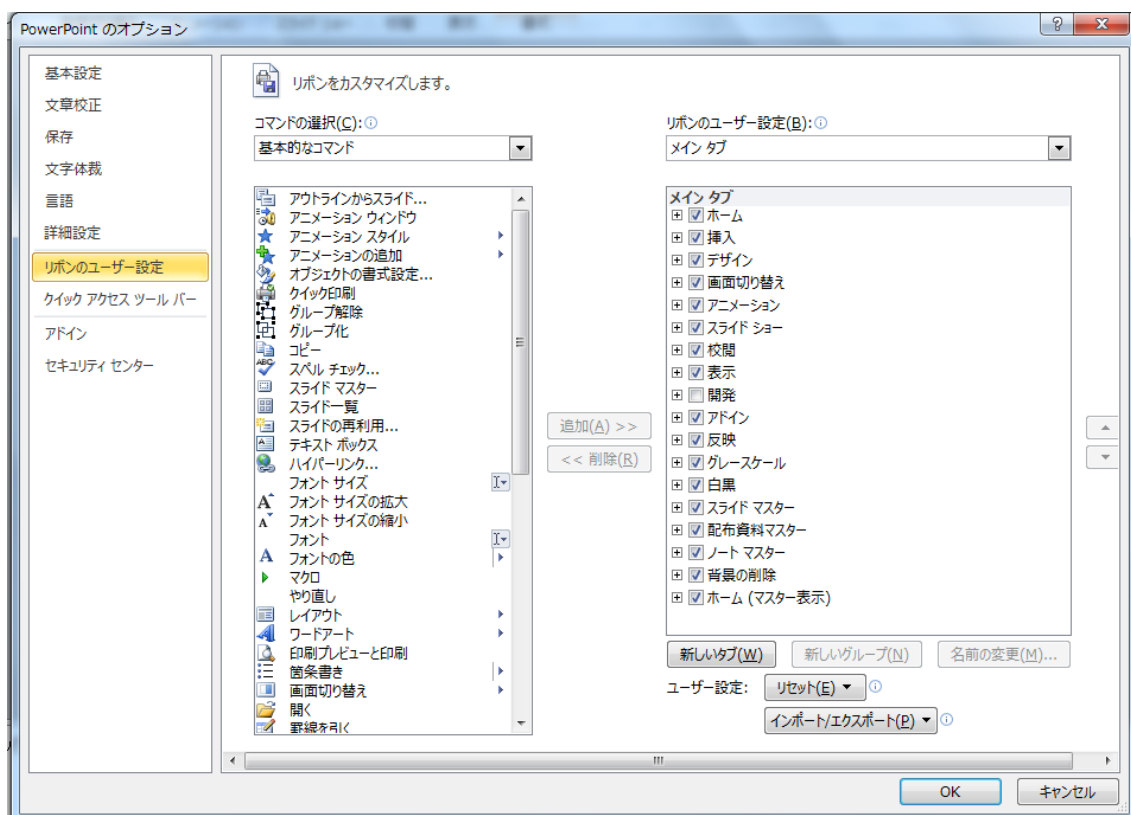 PowerPoint のオプション
基本設定
文章校正
保存
文字体裁
言語
詳細設定
リボンのユーザー設定
クイック アクセス ツール バー
アドイン
セキュリティ センター
リボンをカスタマイズします。
コマンドの選択(C):
基本的なコマンド
アウトラインからスライド...
アニメーション ウィンドウ
アニメーション スタイル
アニメーションの追加
オブジェクトの書式設定...
クイック印刷
グループ解除
グループ化
コピー
スペル チェック...
スライド マスター
スライド一覧
スライドの再利用...
テキスト ボックス
ハイパーリンク...
フォント サイズ
フォント サイズの拡大
フォント サイズの縮小
フォント
フォントの色
マクロ
やり直し
レイアウト
ワードアート
印刷プレビューと印刷
箇条書き
画面切り替え
開く
罫線を引く
追加(A) >>
<< 削除(R)
リボンのユーザー設定(B):
メイン タブ
メイン タブ
ホーム
挿入
デザイン
画面切り替え
アニメーション
スライド ショー
校閲
表示
開発
アドイン
反映
グレースケール
白黒
スライド マスター
配布資料マスター
ノート マスター
背景の削除
ホーム (マスター表示)
新しいタブ(W)
新しいグループ(N)
名前の変更(M)...
ユーザー設定:
リセット(E)
インポート/エクスポート(P)
OK
キャンセル